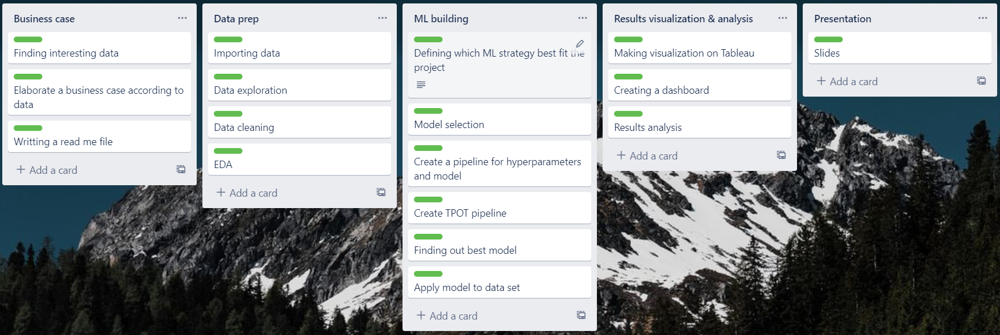 Business case
Finding interesting data
Elaborate a business case according to
data
Writting a read me file
+ Add a card
Data prep
Importing data
Data exploration
Data cleaning
EDA
+ Add a card
ML building
Defining which ML strategy best fit the
project
Model selection
Create a pipeline for hyperparameters
and model
Create TPOT pipeline
Finding out best model
Apply model to data set
+ Add a card
Results visualization & analysis
Making visualization on Tableau
Creating a dashboard
Results analysis
+ Add a card
Presentation
Slides
+ Add a card